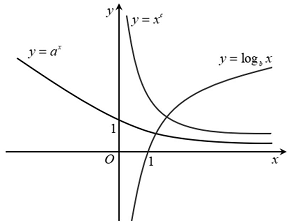 y
y = x^c
y = a^x
y = log_b x
1
O
1
x